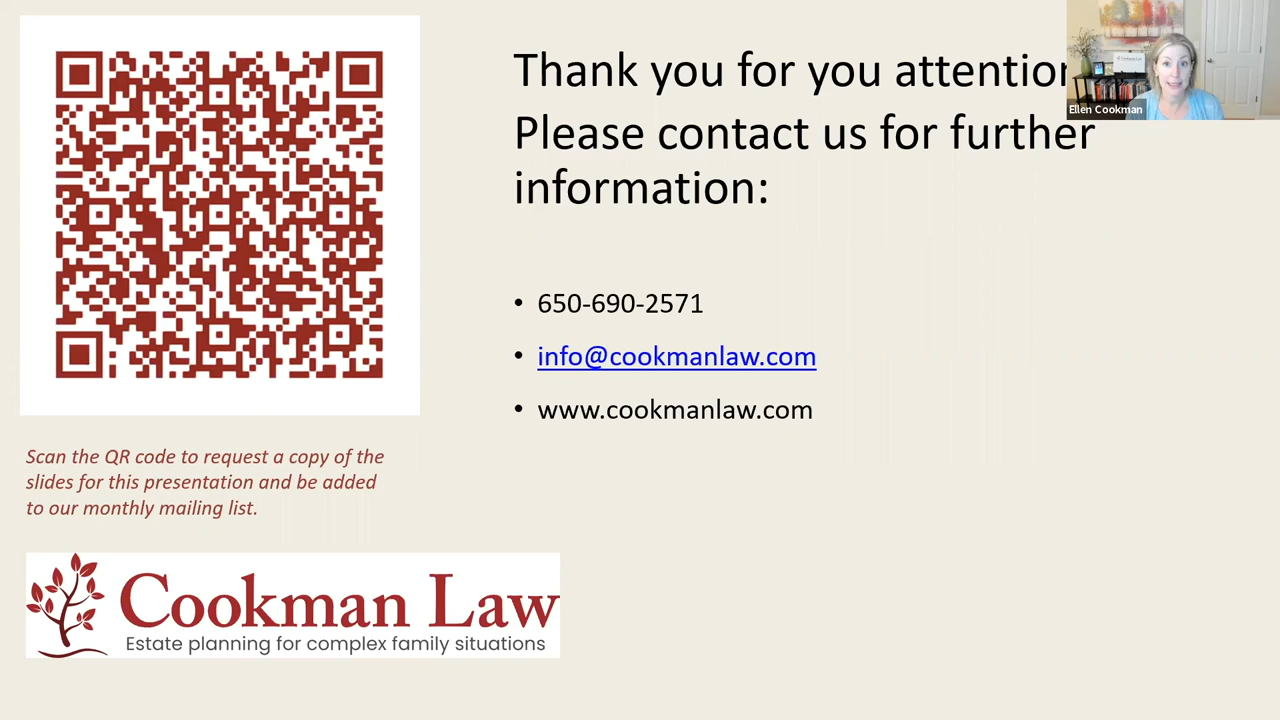 Thank you for you attention
Please contact us for further
information:
• 650-690-2571
• info@cookmanlaw.com
• www.cookmanlaw.com
Scan the QR code to request a copy of the
slides for this presentation and be added
to our monthly mailing list.
Cookman Law
Estate planning for complex family situations
Ellen Cookman